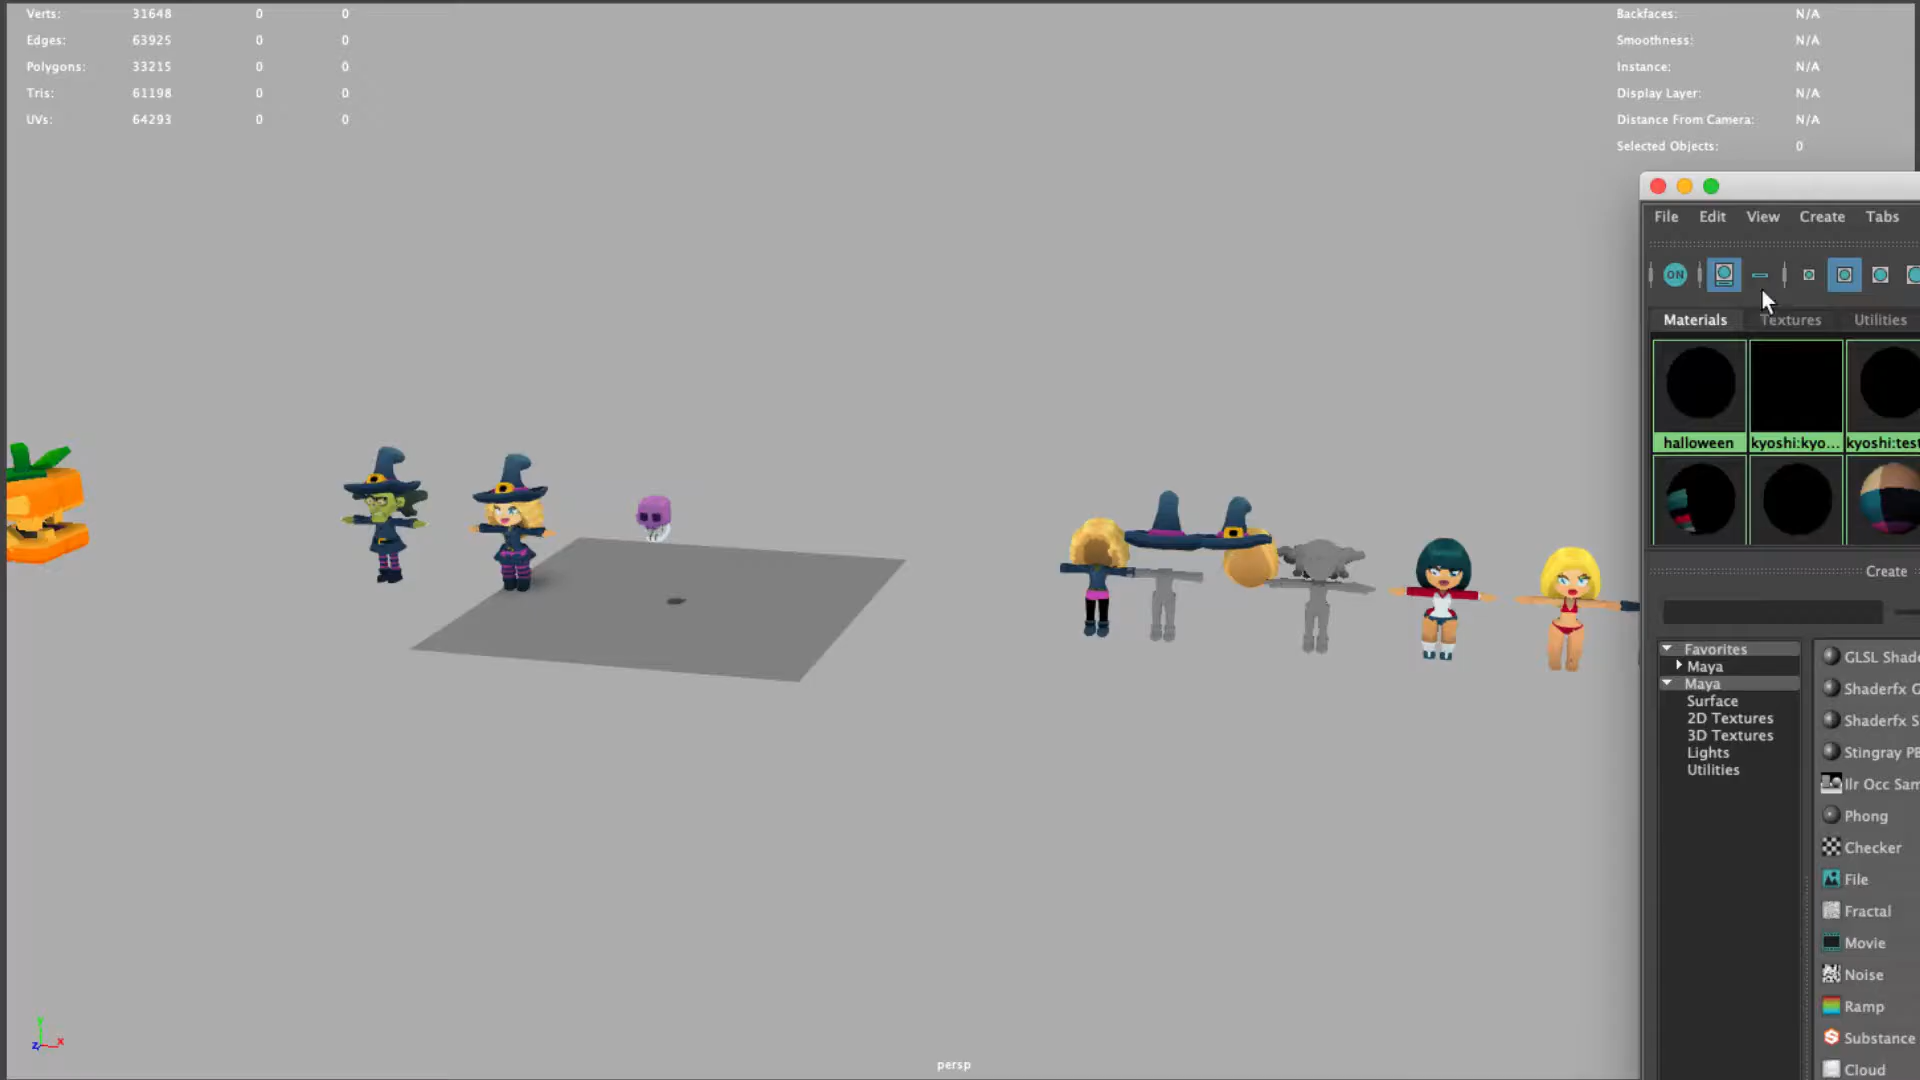 Verts: 31648 0 0
Edges: 63925 0 0
Polygons: 33215 0 0
Tris: 61198 0 0
UVs: 64293 0 0
Backfaces: N/A
Smoothness: N/A
Instance: N/A
Display Layer: N/A
Distance From Camera: N/A
Selected Objects: 0
File Edit View Create Tabs
ON
Materials Textures Utilities
halloween kyoshi:kyo... kyoshi:test
Create
Favorites
Maya
Maya
Surface
2D Textures
3D Textures
Lights
Utilities
GLSL Shade
Shaderfx G
Shaderfx S
Stingray PB
Ilr Occ Sam
Phong
Checker
File
Fractal
Movie
Noise
Ramp
Substance
Cloud
persp
y
z x